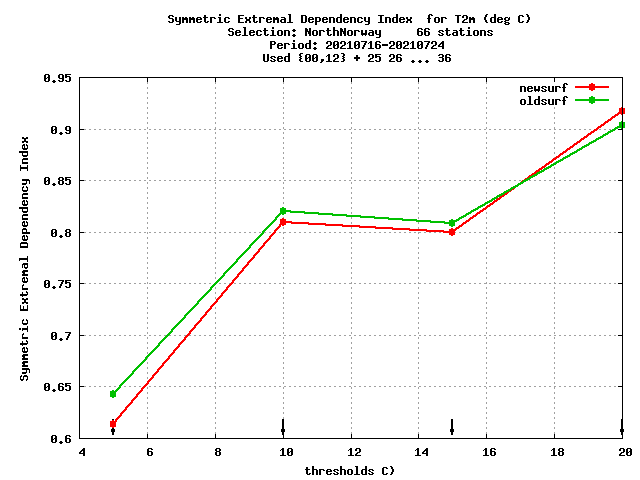 Symmetric Extremal Dependency Index  for T2m (deg C)
Selection: NorthNorway     66 stations
Period: 20210716-20210724
Used {00,12} + 25 26 ... 36
newsurf
oldsurf
Symmetric Extremal Dependency Index
0.95
0.9
0.85
0.8
0.75
0.7
0.65
0.6
4 6 8 10 12 14 16 18 20
thresholds C)